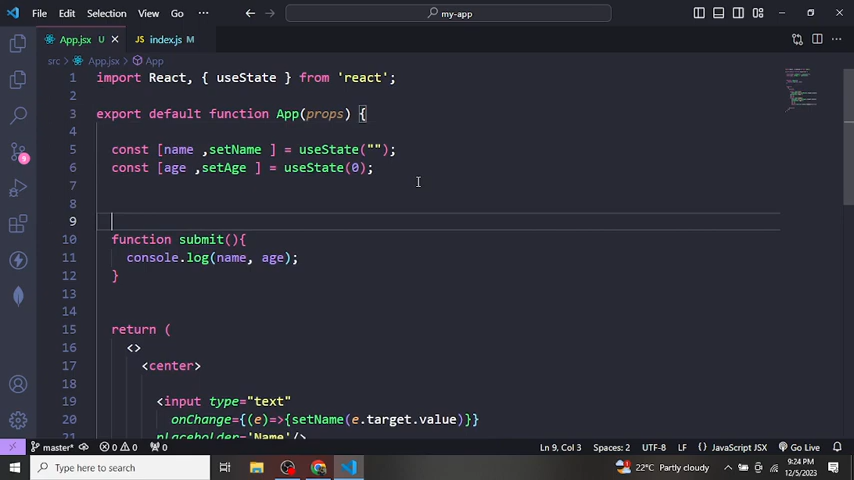 File Edit Selection View Go ··· my-app
App.jsx U JS index.js M
src > App.jsx > App
1 import React, { useState } from 'react';
2
3 export default function App(props) {
4
5 const [name ,setName ] = useState("");
6 const [age ,setAge ] = useState(0);
7
8
9
10 function submit(){
11 console.log(name, age);
12 }
13
14
15 return (
16 <>
17 <center>
18
19 <input type="text"
20 onChange={(e)=>{setName(e.target.value)}}
21 placeholder='Name'/>
9
master* 0 0 0 Ln 9, Col 3 Spaces: 2 UTF-8 LF {} JavaScript JSX Go Live
Type here to search 22°C Partly cloudy 9:24 PM
12/5/2023